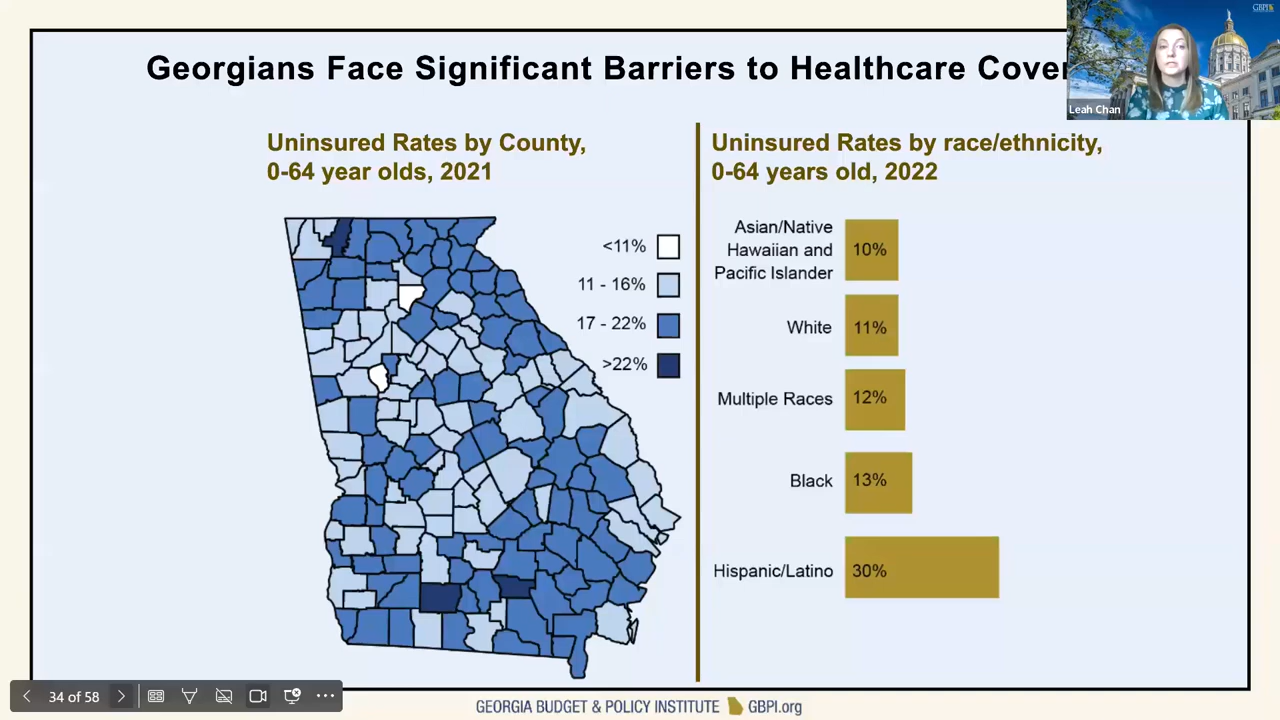 GBPI
Leah Chan
Georgians Face Significant Barriers to Healthcare Cover
Uninsured Rates by County,
0-64 year olds, 2021
<11%
11 - 16%
17 - 22%
>22%
Uninsured Rates by race/ethnicity,
0-64 years old, 2022
Asian/Native
Hawaiian and
Pacific Islander
10%
White
11%
Multiple Races
12%
Black
13%
Hispanic/Latino
30%
34 of 58
GEORGIA BUDGET & POLICY INSTITUTE GBPI.org